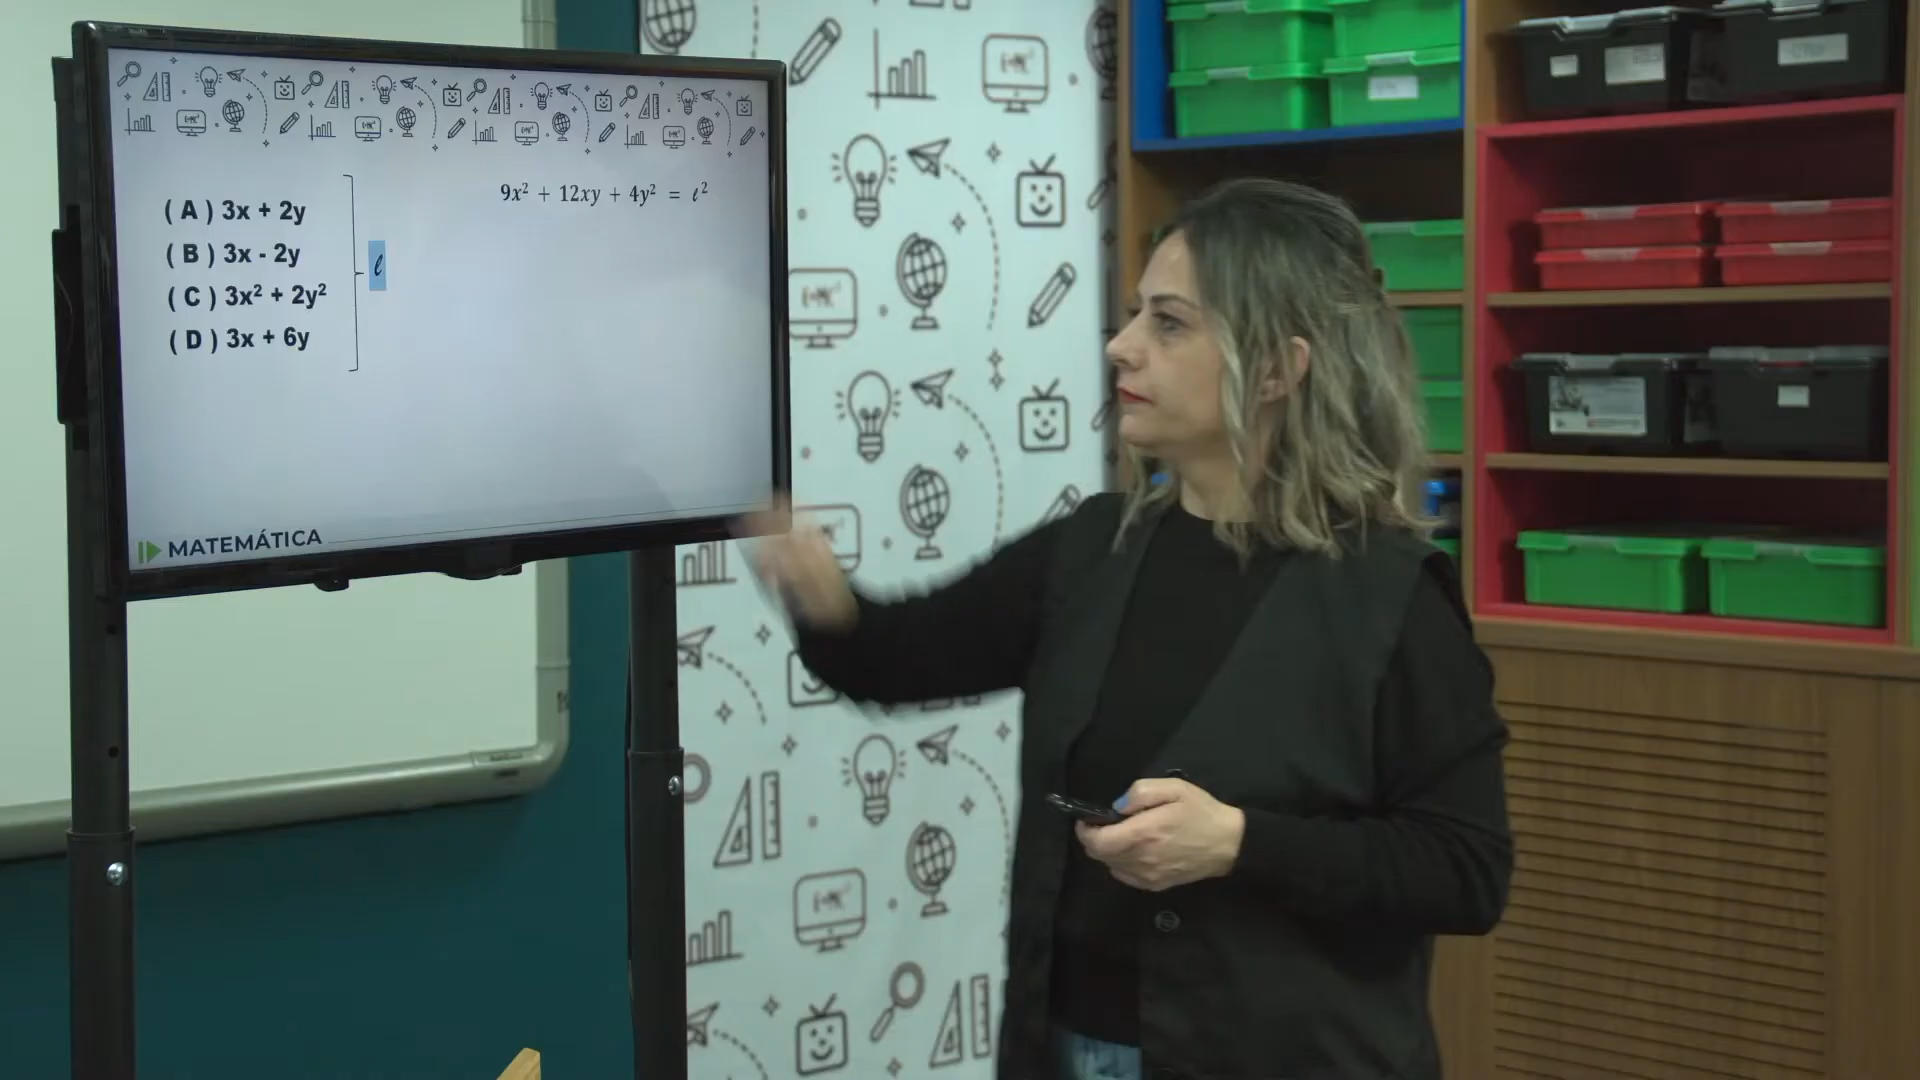 ( A ) 3x + 2y
( B ) 3x - 2y
( C ) 3x² + 2y²
( D ) 3x + 6y
ℓ
9x² + 12xy + 4y² = ℓ²
MATEMÁTICA